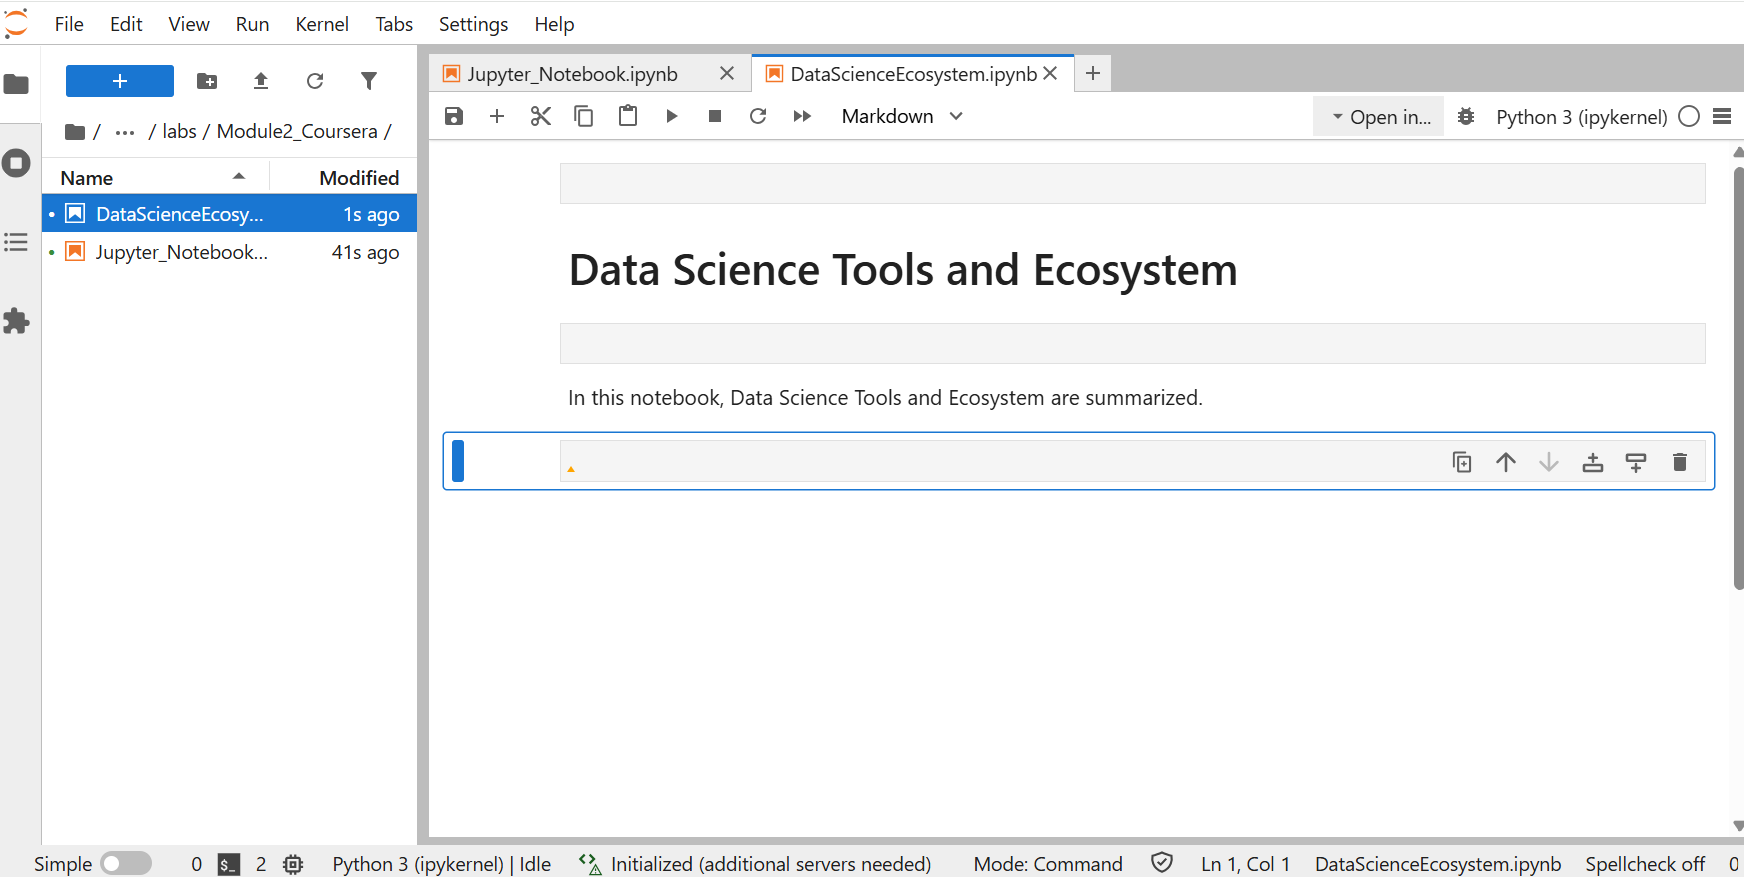 File Edit View Run Kernel Tabs Settings Help
Jupyter_Notebook.ipynb
DataScienceEcosystem.ipynb
/ ··· / labs / Module2_Coursera /
Markdown
Open in...
Python 3 (ipykernel)
Name Modified
DataScienceEcosy... 1s ago
Jupyter_Notebook... 41s ago
Data Science Tools and Ecosystem
In this notebook, Data Science Tools and Ecosystem are summarized.
Simple 0 $_ 2 Python 3 (ipykernel) | Idle Initialized (additional servers needed) Mode: Command Ln 1, Col 1 DataScienceEcosystem.ipynb Spellcheck off 0